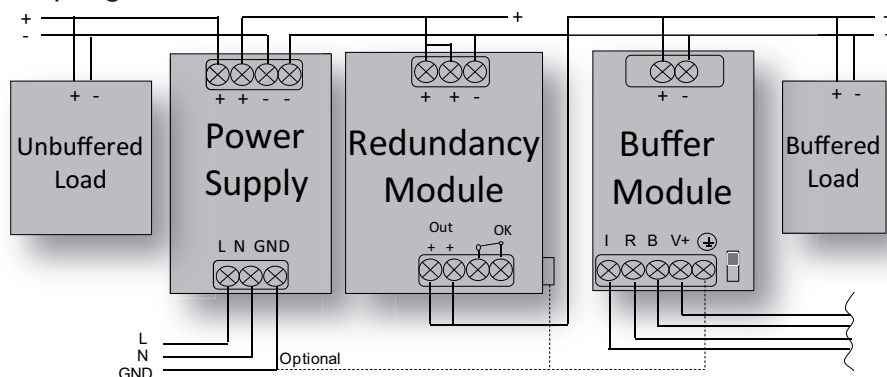 + +
-
+ - + + - - + + - + - + -
Unbuffered
Load
Power
Supply
Redundancy
Module
Buffer
Module
Buffered
Load
L N GND
Out OK
+ +
I R B V+
L
N
GND
Optional